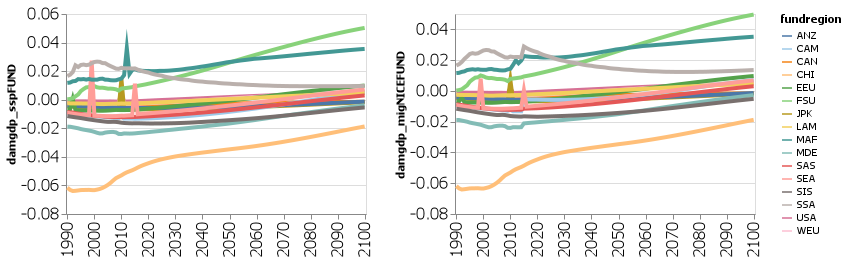 0.06
0.04
0.02
0.00
-0.02
-0.04
-0.06
-0.08
damgdp_sspFUND
1990
2000
2010
2020
2030
2040
2050
2060
2070
2080
2090
2100
0.04
0.02
0.00
-0.02
-0.04
-0.06
-0.08
damgdp_migNICEFUND
1990
2000
2010
2020
2030
2040
2050
2060
2070
2080
2090
2100
fundregion
ANZ
CAM
CAN
CHI
EEU
FSU
JPK
LAM
MAF
MDE
SAS
SEA
SIS
SSA
USA
WEU